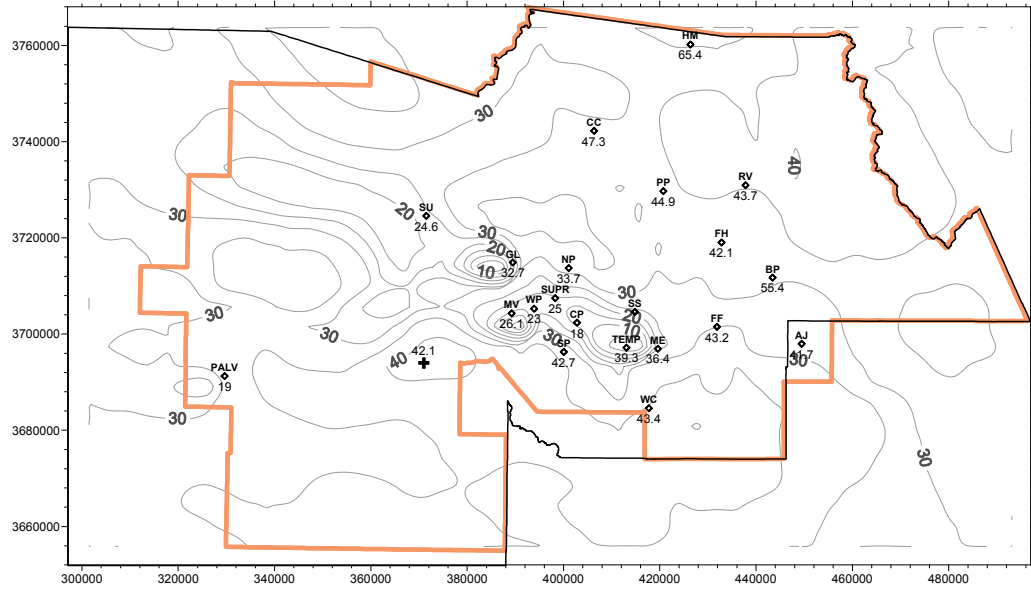 3760000
3740000
3720000
3700000
3680000
3660000
300000
320000
340000
360000
380000
400000
420000
440000
460000
480000
HM
65.4
30
CC
47.3
40
PP
44.9
RV
43.7
30
20
SU
24.6
30
20
10
GL
32.7
NP
33.7
FH
42.1
BP
55.4
SUPR
25
WP
23
MV
26.1
CP
18
30
20
10
SS
30
30
30
SP
42.7
TEMP
39.3
ME
36.4
FF
43.2
AJ
41.7
30
40
42.1
PALV
19
30
WC
43.4
30